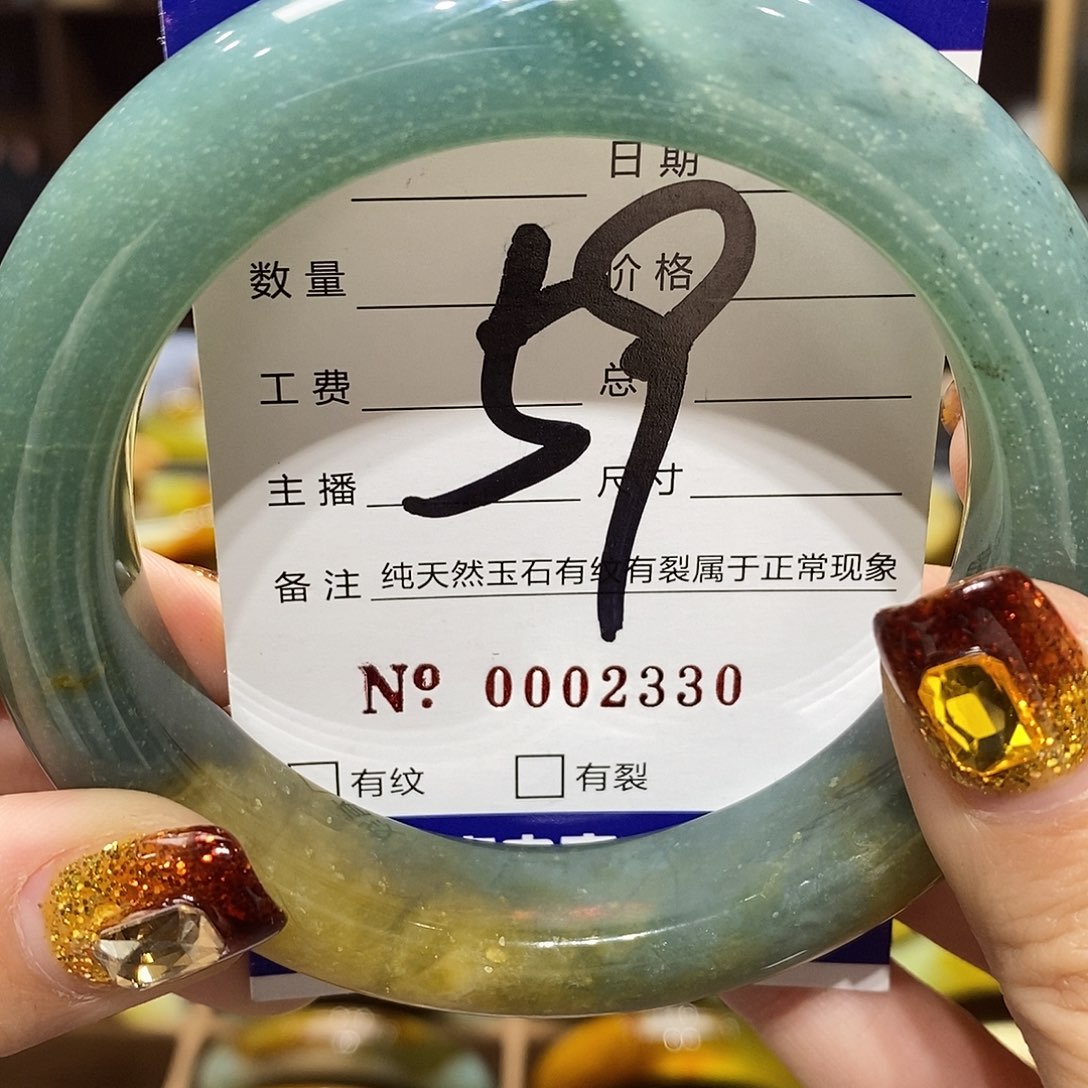 日期
59
数量 价格
工费 总
主播 尺寸
备注 纯天然玉石有纹有裂属于正常现象
Nº 0002330
有纹 有裂